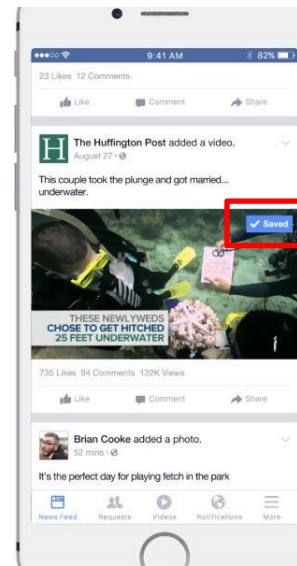 9:41 AM 82%
23 Likes 12 Comments
Like Comment Share
H The Huffington Post added a video.
August 27
This couple took the plunge and got married...
underwater.
Saved
THESE NEWLYWEDS
CHOSE TO GET HITCHED
25 FEET UNDERWATER
735 Likes 94 Comments 122K Views
Like Comment Share
Brian Cooke added a photo.
52 mins
It's the perfect day for playing fetch in the park
News Feed Requests Videos Notifications More